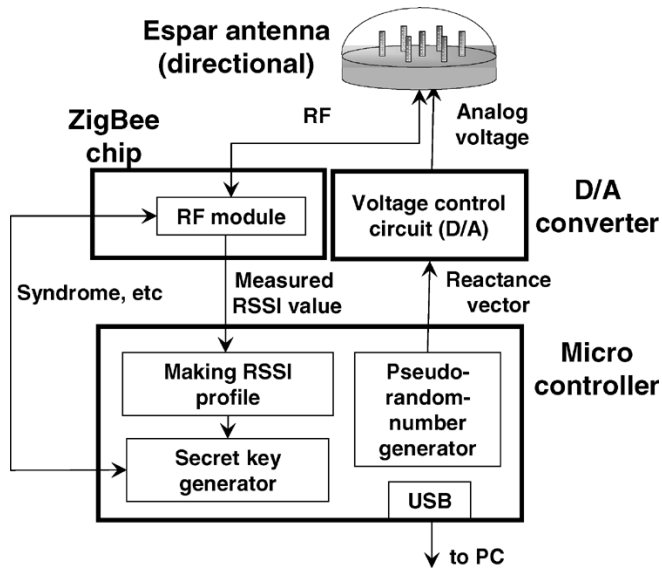 Espar antenna
(directional)
RF
Analog
voltage
ZigBee
chip
RF module
Voltage control
circuit (D/A)
D/A
converter
Syndrome, etc
Measured
RSSI value
Reactance
vector
Making RSSI
profile
Pseudo-
random-
number
generator
Micro
controller
Secret key
generator
USB
to PC